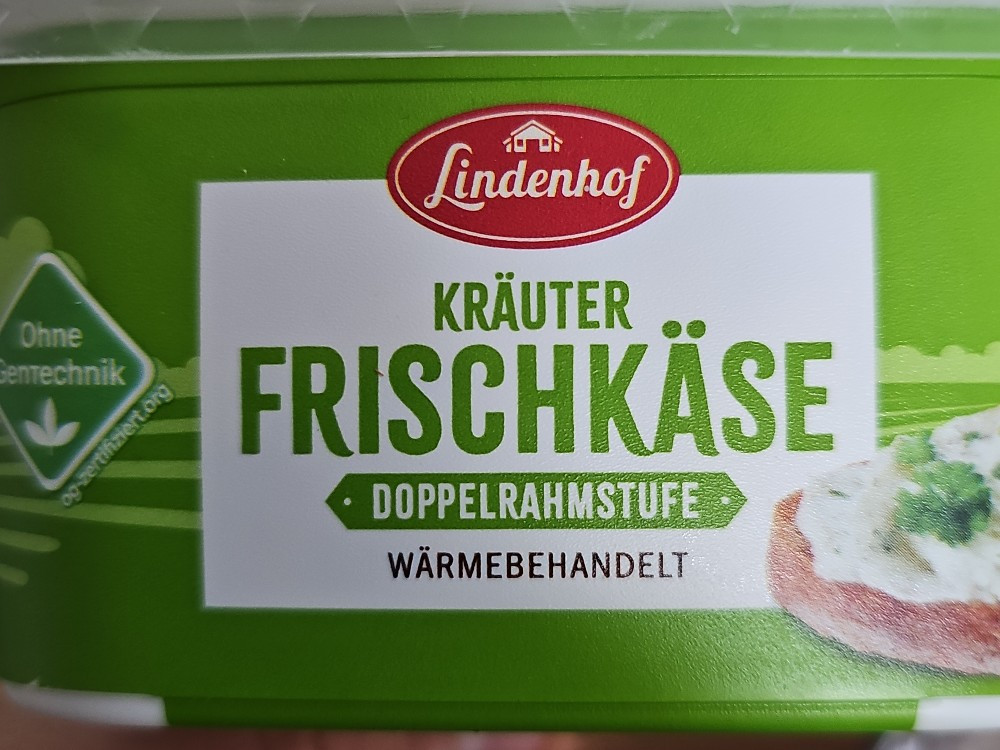 Lindenhof
KRÄUTER
FRISCHKÄSE
DOPPELRAHMSTUFE
WÄRMEBEHANDELT
Ohne
Gentechnik
og-zertifiziert.org